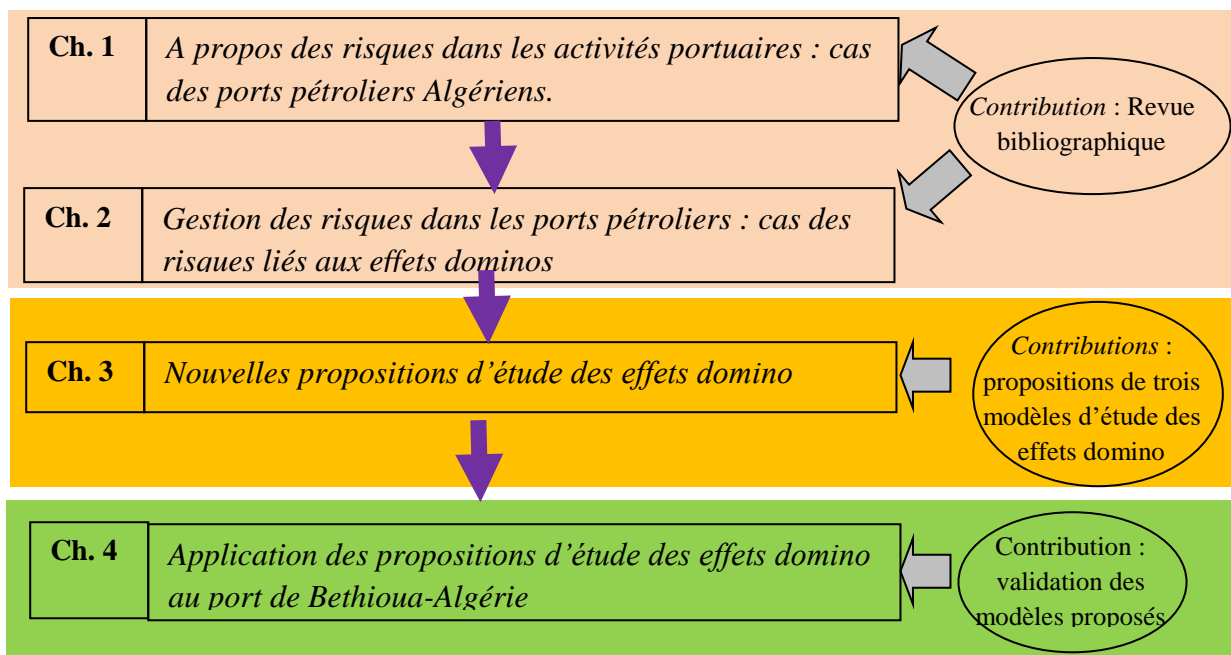 Ch. 1
A propos des risques dans les activités portuaires : cas
des ports pétroliers Algériens.
Contribution : Revue
bibliographique
Ch. 2
Gestion des risques dans les ports pétroliers : cas des
risques liés aux effets dominos
Ch. 3
Nouvelles propositions d'étude des effets domino
Contributions :
propositions de trois
modèles d'étude des
effets domino
Ch. 4
Application des propositions d'étude des effets domino
au port de Bethioua-Algérie
Contribution :
validation des
modèles proposés